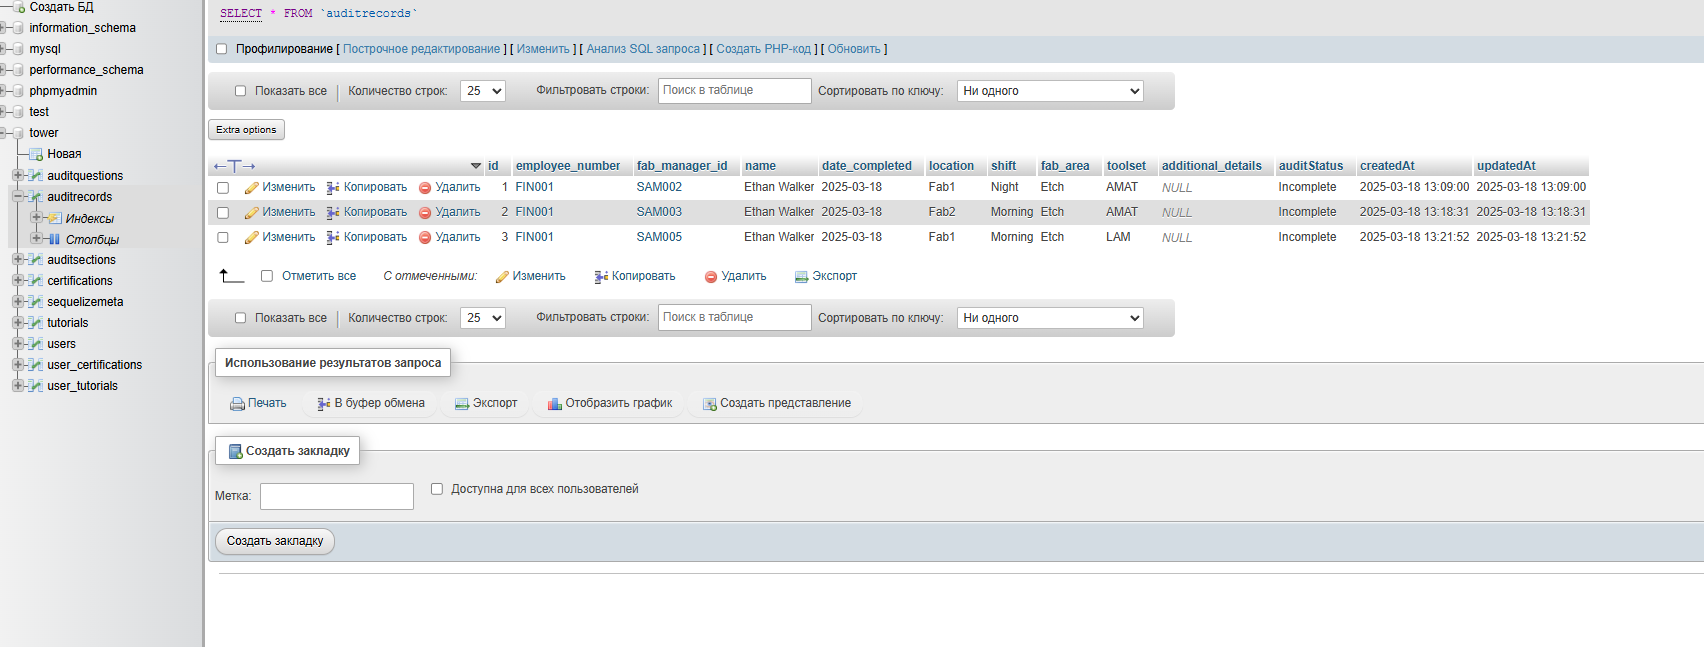 Создать БД
information_schema
mysql
performance_schema
phpmyadmin
test
tower
Новая
auditquestions
auditrecords
Индексы
Столбцы
auditsections
certifications
sequelizemeta
tutorials
users
user_certifications
user_tutorials
SELECT * FROM `auditrecords`
Профилирование [ Построчное редактирование ] [ Изменить ] [ Анализ SQL запроса ] [ Создать PHP-код ] [ Обновить ]
Показать все | Количество строк: 25 Фильтровать строки: Поиск в таблице Сортировать по ключу: Ни одного
Extra options
←T→ id employee_number fab_manager_id name date_completed location shift fab_area toolset additional_details auditStatus createdAt updatedAt
Изменить Копировать Удалить 1 FIN001 SAM002 Ethan Walker 2025-03-18 Fab1 Night Etch AMAT NULL Incomplete 2025-03-18 13:09:00 2025-03-18 13:09:00
Изменить Копировать Удалить 2 FIN001 SAM003 Ethan Walker 2025-03-18 Fab2 Morning Etch AMAT NULL Incomplete 2025-03-18 13:18:31 2025-03-18 13:18:31
Изменить Копировать Удалить 3 FIN001 SAM005 Ethan Walker 2025-03-18 Fab1 Morning Etch LAM NULL Incomplete 2025-03-18 13:21:52 2025-03-18 13:21:52
Отметить все С отмеченными: Изменить Копировать Удалить Экспорт
Показать все | Количество строк: 25 Фильтровать строки: Поиск в таблице Сортировать по ключу: Ни одного
Использование результатов запроса
Печать В буфер обмена Экспорт Отобразить график Создать представление
Создать закладку
Метка: Доступна для всех пользователей
Создать закладку